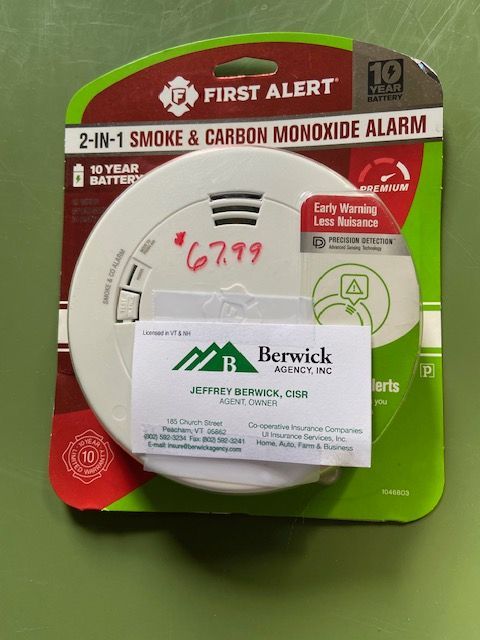 10
YEAR
BATTERY
F
FIRST ALERT
2-IN-1 SMOKE & CARBON MONOXIDE ALARM
10 YEAR
BATTERY
PREMIUM
Early Warning
Less Nuisance
PRECISION DETECTION™
Advanced Sensing Technology
$67.99
SMOKE & CO ALARM
Licensed in VT & NH
B
Berwick
AGENCY, INC
JEFFREY BERWICK, CISR
AGENT, OWNER
185 Church Street
Peacham, VT 05862
(802) 592-3234 Fax (802) 592-3241
E-mail: insure@berwickagency.com
Co-operative Insurance Companies
UI Insurance Services, Inc.
Home, Auto, Farm & Business
lerts
you
P
10 YEAR
10
LIMITED WARRANTY
1046803